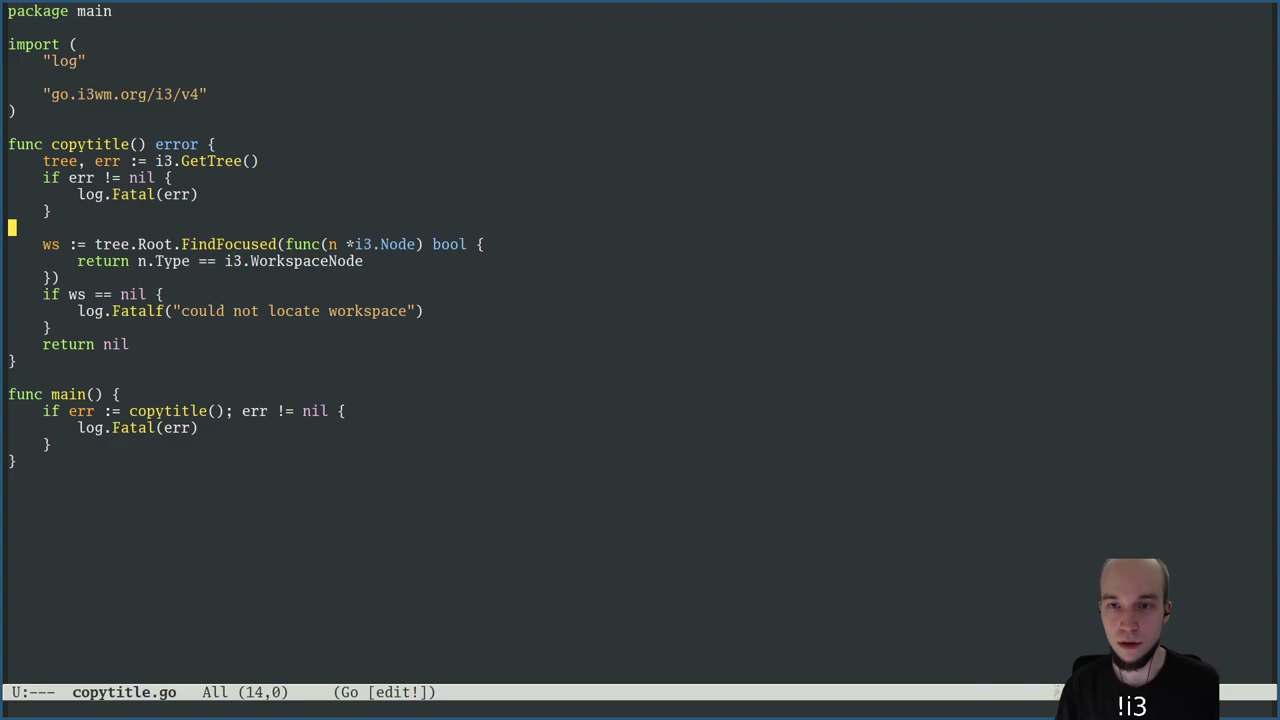 package main
import (
"log"
"go.i3wm.org/i3/v4"
)
func copytitle() error {
tree, err := i3.GetTree()
if err != nil {
log.Fatal(err)
}
ws := tree.Root.FindFocused(func(n *i3.Node) bool {
return n.Type == i3.WorkspaceNode
})
if ws == nil {
log.Fatalf("could not locate workspace")
}
return nil
}
func main() {
if err := copytitle(); err != nil {
log.Fatal(err)
}
}
U:--- copytitle.go All (14,0) (Go [edit!])
!i3